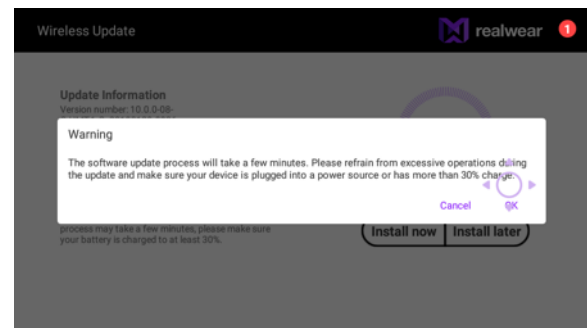 Wireless Update
realwear
1
Update Information
Version number: 10.0.0-08-
Warning
The software update process will take a few minutes. Please refrain from excessive operations during
the update and make sure your device is plugged into a power source or has more than 30% charge.
Cancel OK
process may take a few minutes, please make sure
your battery is charged to at least 30%.
Install now Install later